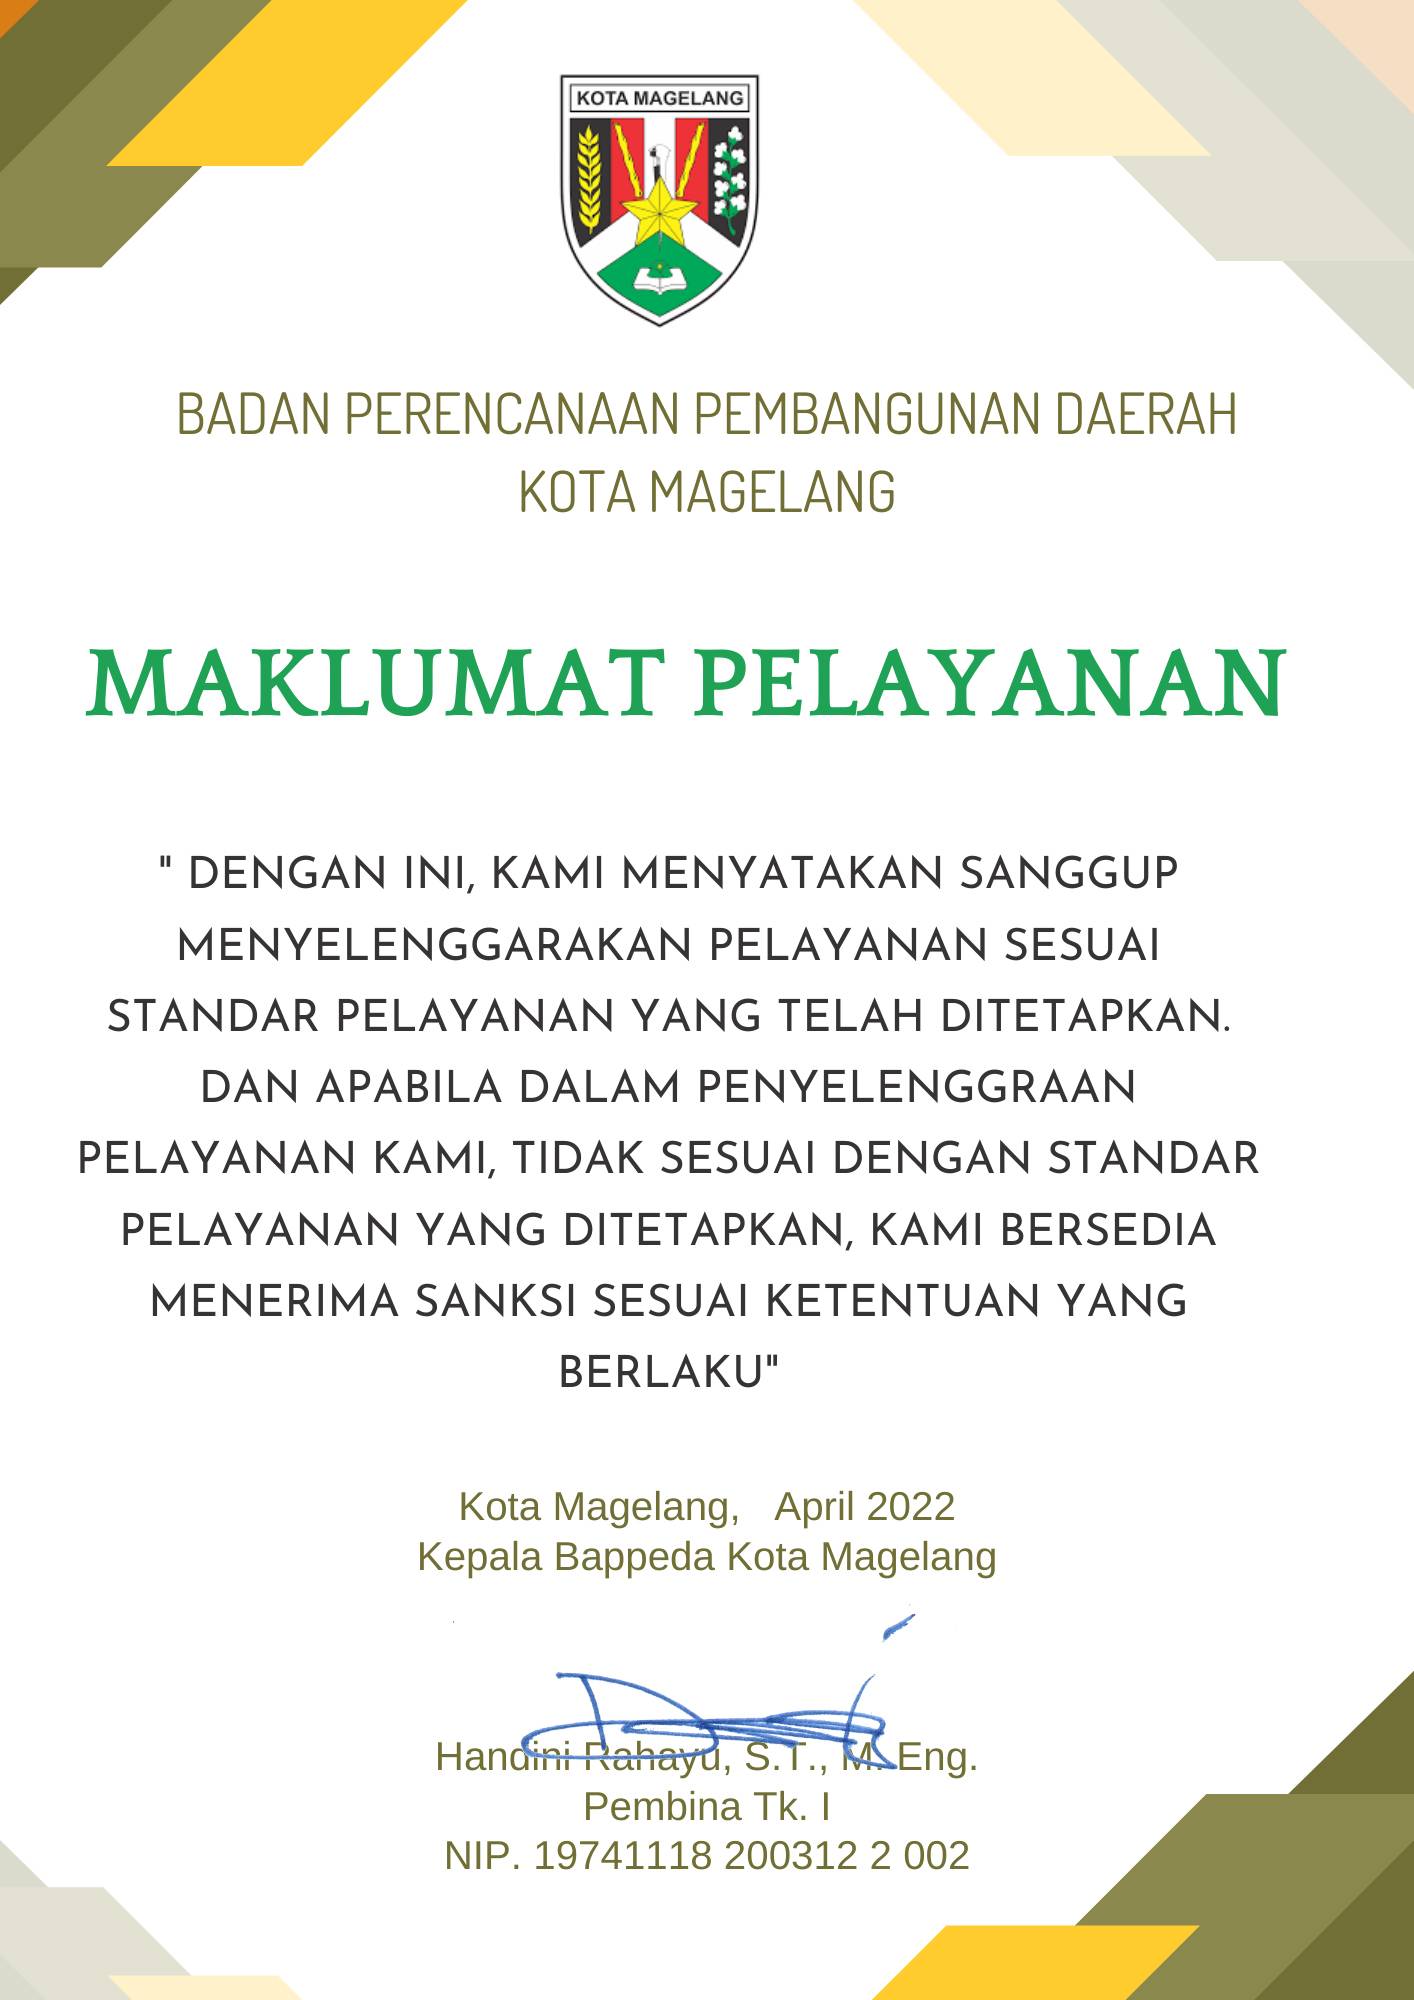 KOTA MAGELANG
BADAN PERENCANAAN PEMBANGUNAN DAERAH
KOTA MAGELANG
MAKLUMAT PELAYANAN
" DENGAN INI, KAMI MENYATAKAN SANGGUP
MENYELENGGARAKAN PELAYANAN SESUAI
STANDAR PELAYANAN YANG TELAH DITETAPKAN.
DAN APABILA DALAM PENYELENGGRAAN
PELAYANAN KAMI, TIDAK SESUAI DENGAN STANDAR
PELAYANAN YANG DITETAPKAN, KAMI BERSEDIA
MENERIMA SANKSI SESUAI KETENTUAN YANG
BERLAKU"
Kota Magelang,   April 2022
Kepala Bappeda Kota Magelang
Handini Rahayu, S.T., M. Eng.
Pembina Tk. I
NIP. 19741118 200312 2 002